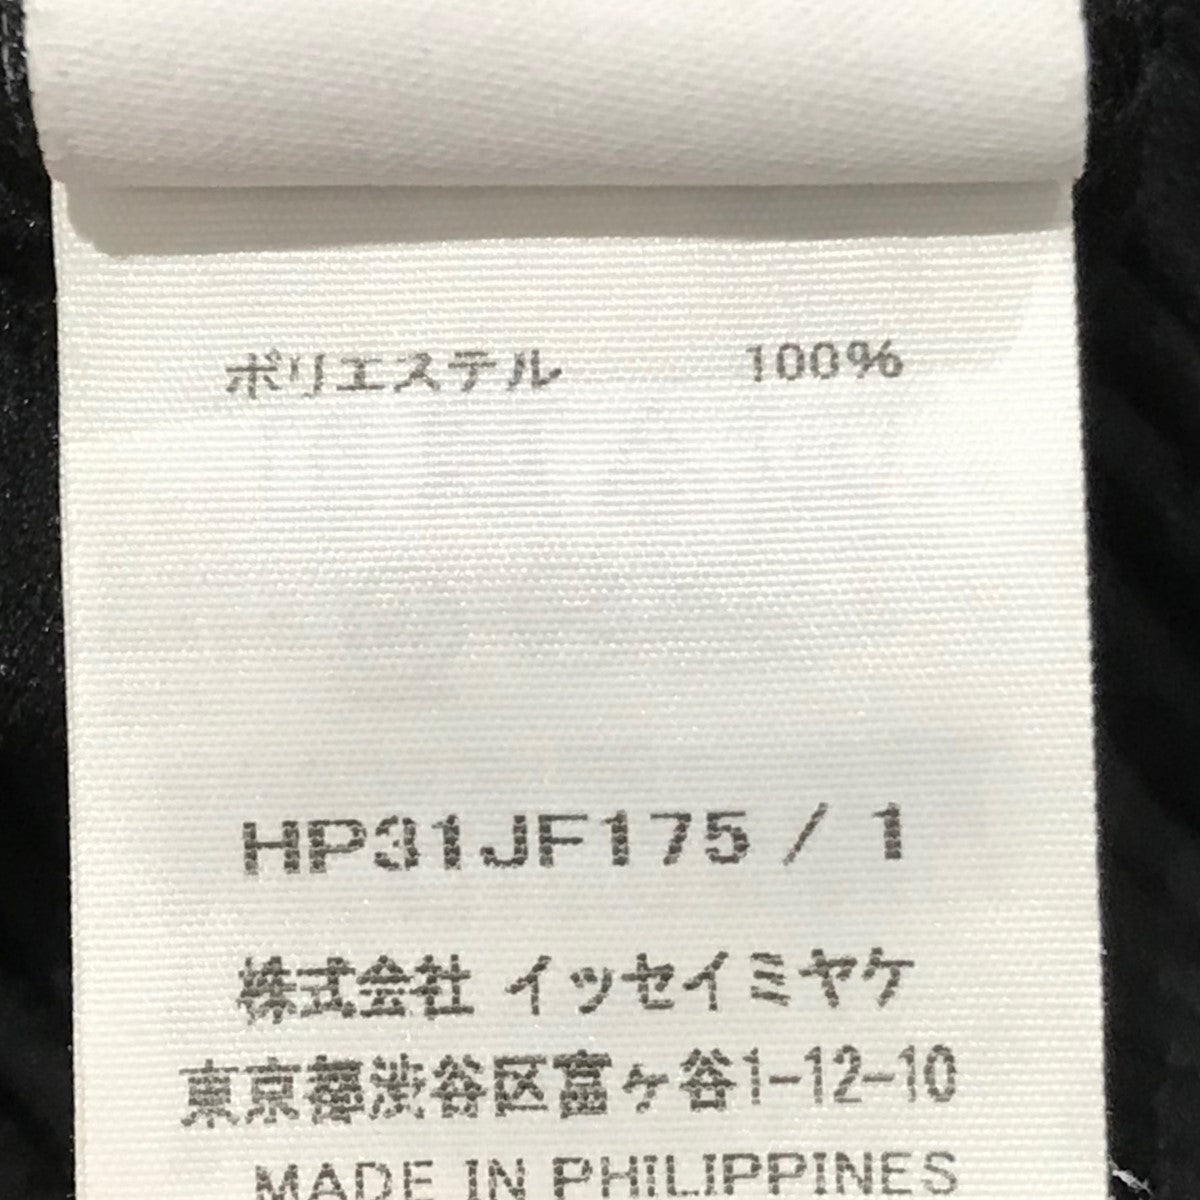 ポリエステル 100%
HP31JF175 / 1
株式会社 イッセイミヤケ
東京都渋谷区富ヶ谷1-12-10
MADE IN PHILIPPINES